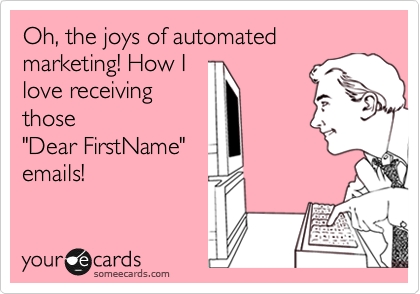 Oh, the joys of automated
marketing! How I
love receiving
those
"Dear FirstName"
emails!
your e cards
someecards.com